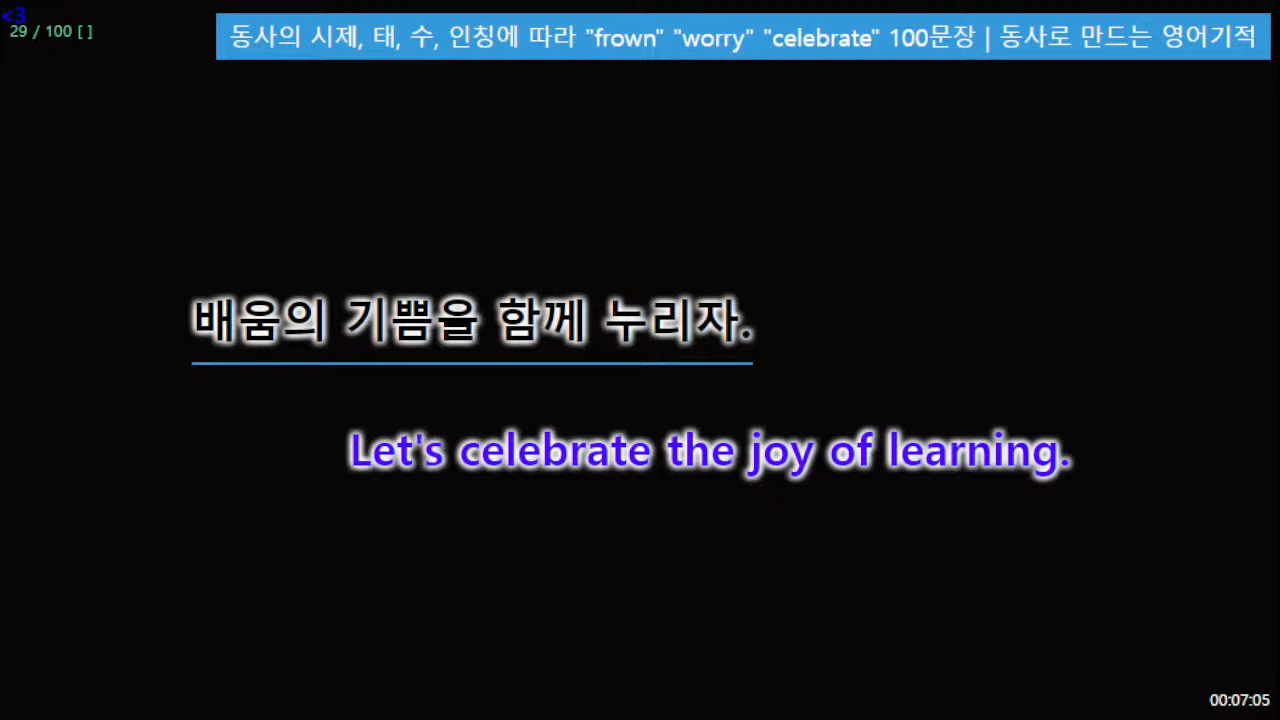 <3
29 / 100 [ ]
동사의 시제, 태, 수, 인칭에 따라 "frown" "worry" "celebrate" 100문장 | 동사로 만드는 영어기적
배움의 기쁨을 함께 누리자.
Let's celebrate the joy of learning.
00:07:05